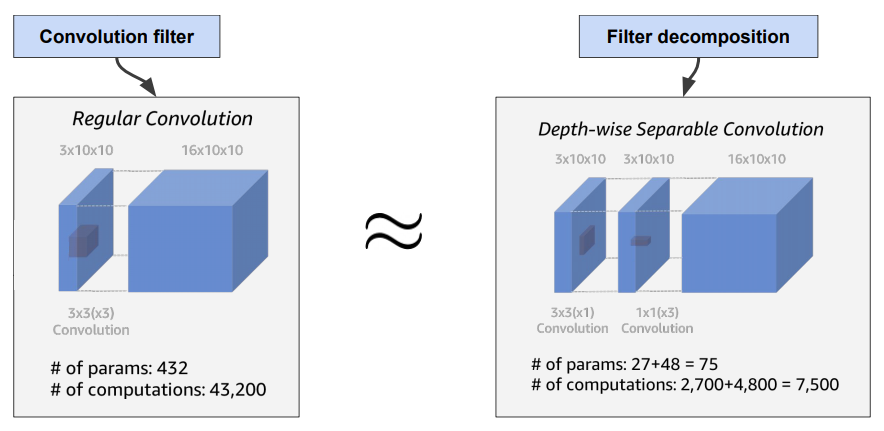 Convolution filter
Filter decomposition
Regular Convolution
3x10x10
16x10x10
3x3(x3)
Convolution
# of params: 432
# of computations: 43,200
≈
Depth-wise Separable Convolution
3x10x10
3x10x10
16x10x10
3x3(x1)
Convolution
1x1(x3)
Convolution
# of params: 27+48 = 75
# of computations: 2,700+4,800 = 7,500